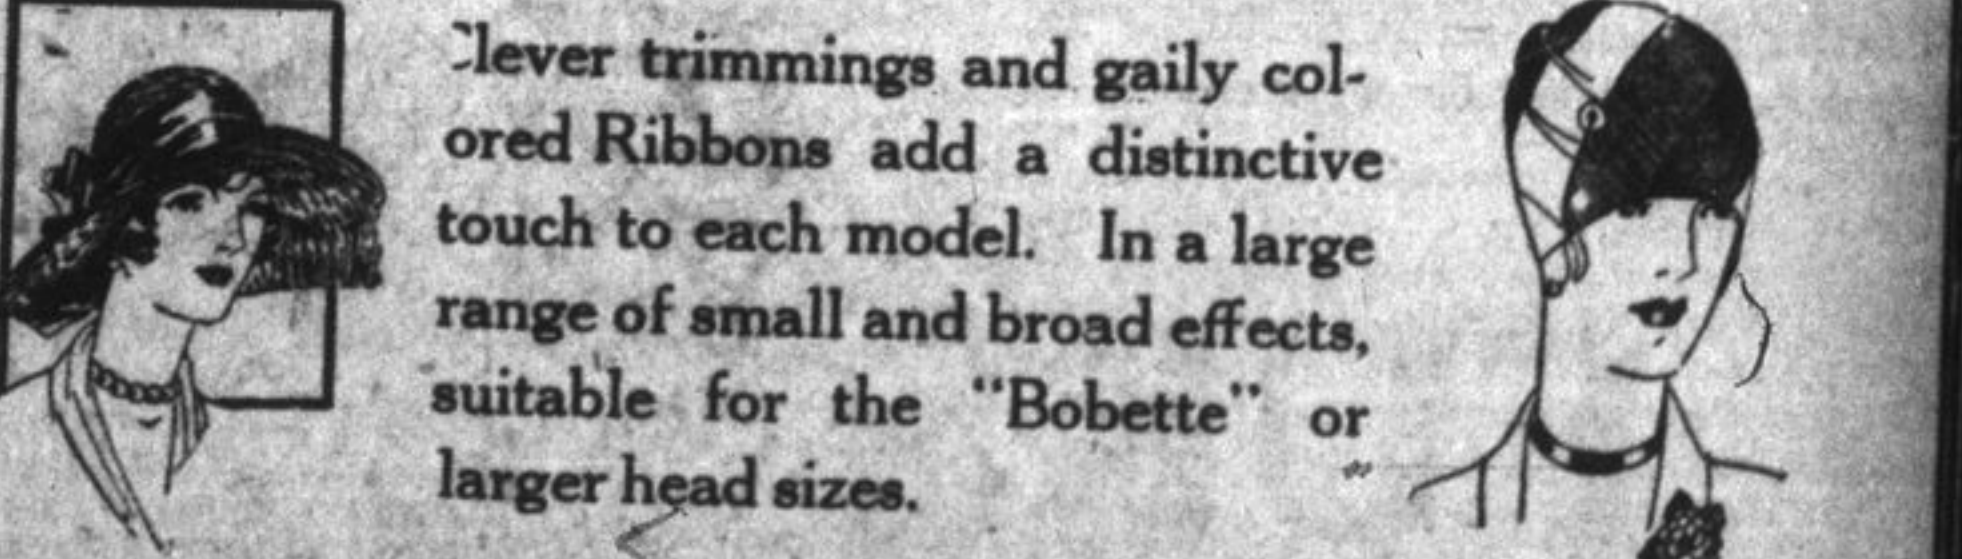 Clever trimmings and gaily col-
ored Ribbons add a distinctive
touch to each model. In a large
range of small and broad effects,
suitable for the "Bobette" or
larger head sizes.